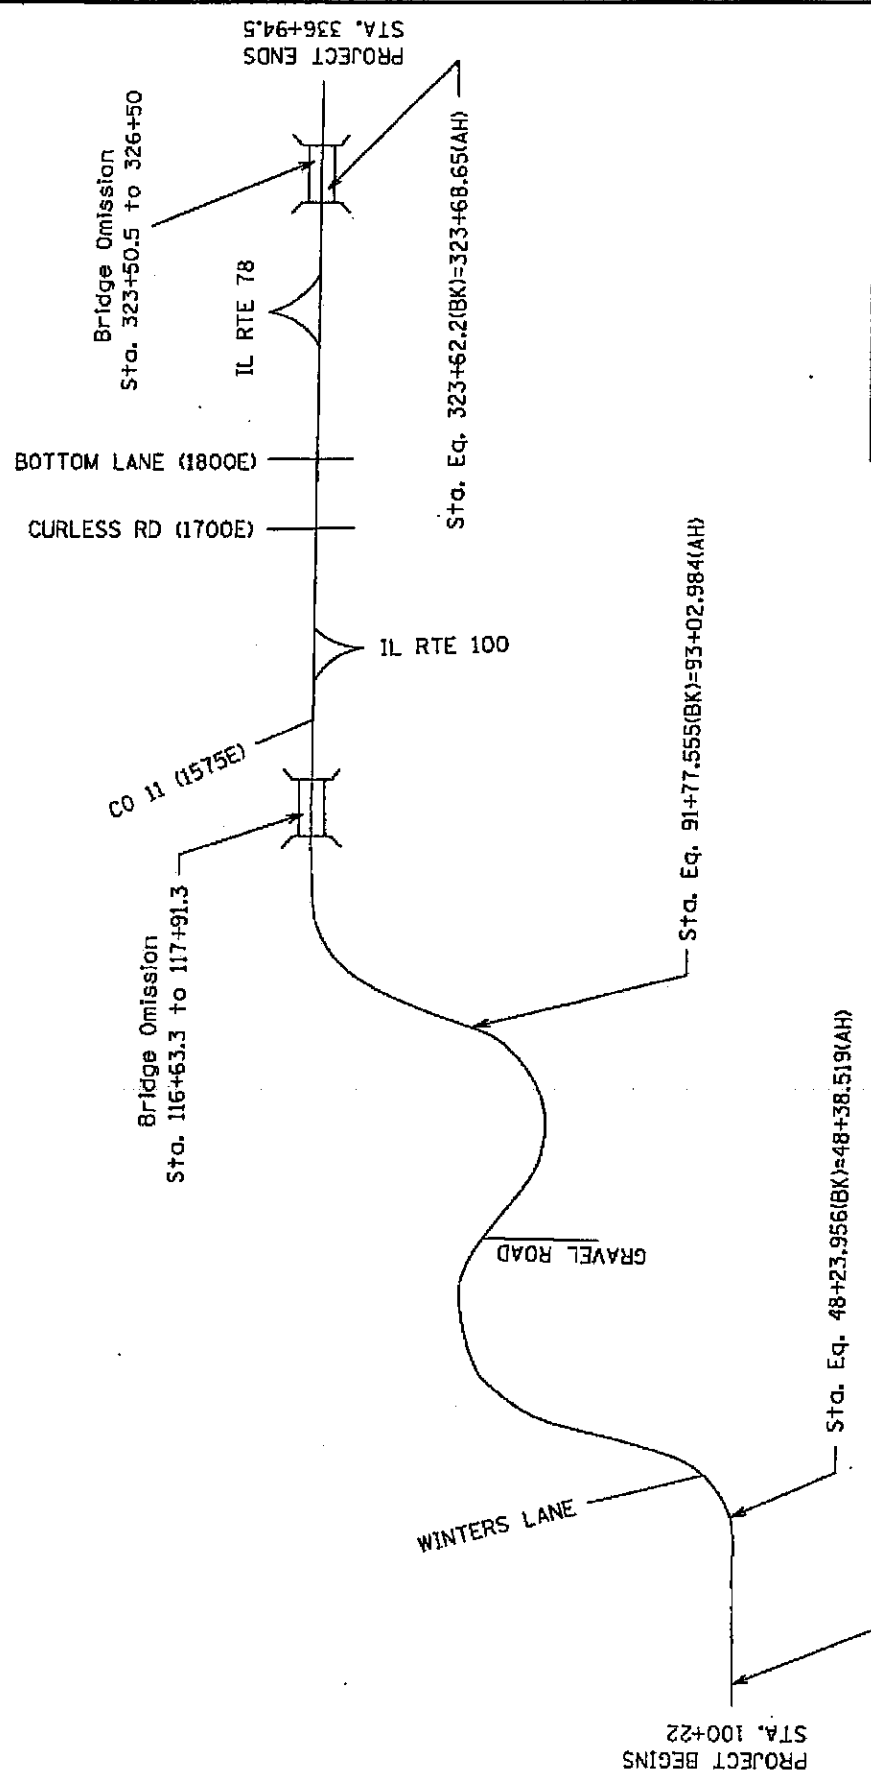 PROJECT ENDS
STA. 336+94.5
Bridge Omission
Sta. 323+50.5 to 326+50
IL RTE 78
Sta. Eq. 323+62.2(BK)=323+68.65(AH)
BOTTOM LANE (1800E)
CURLESS RD (1700E)
IL RTE 100
CO 11 (1575E)
Bridge Omission
Sta. 116+63.3 to 117+91.3
Sta. Eq. 91+77.555(BK)=93+02.984(AH)
GRAVEL ROAD
Sta. Eq. 48+23.956(BK)=48+38.519(AH)
WINTERS LANE
PROJECT BEGINS
STA. 100+22